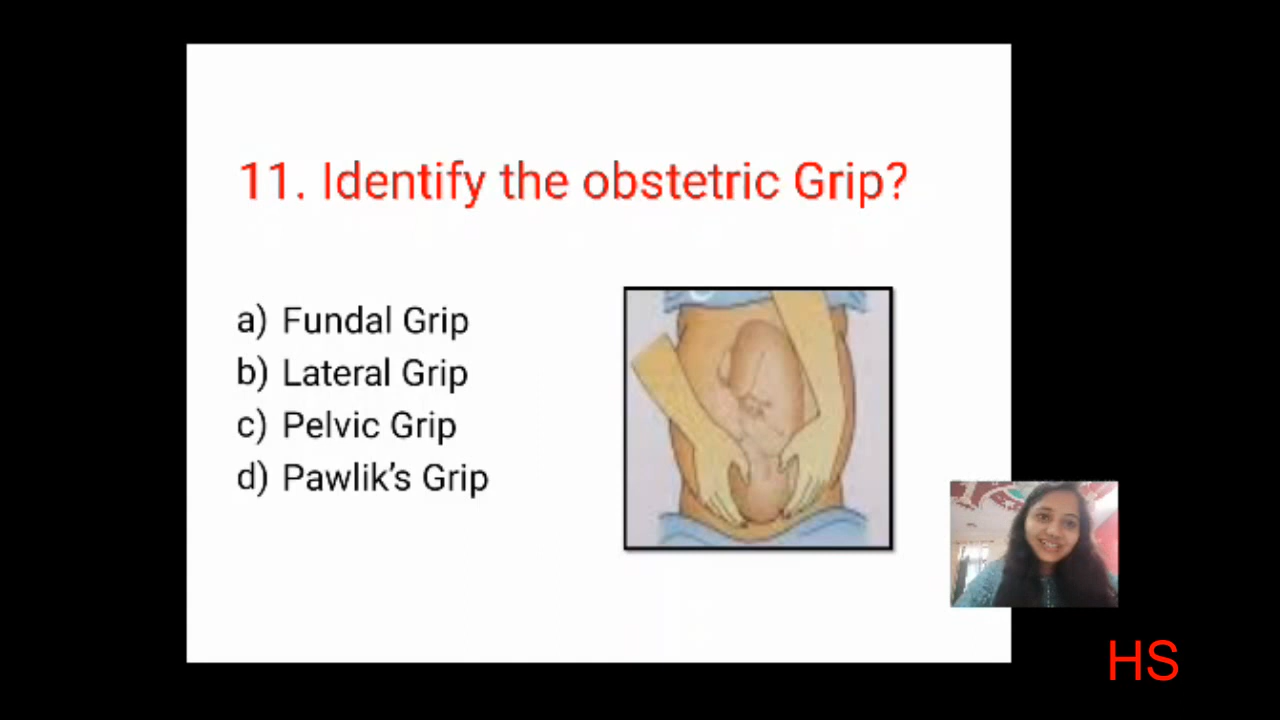 11. Identify the obstetric Grip?
a) Fundal Grip
b) Lateral Grip
c) Pelvic Grip
d) Pawlik's Grip
HS